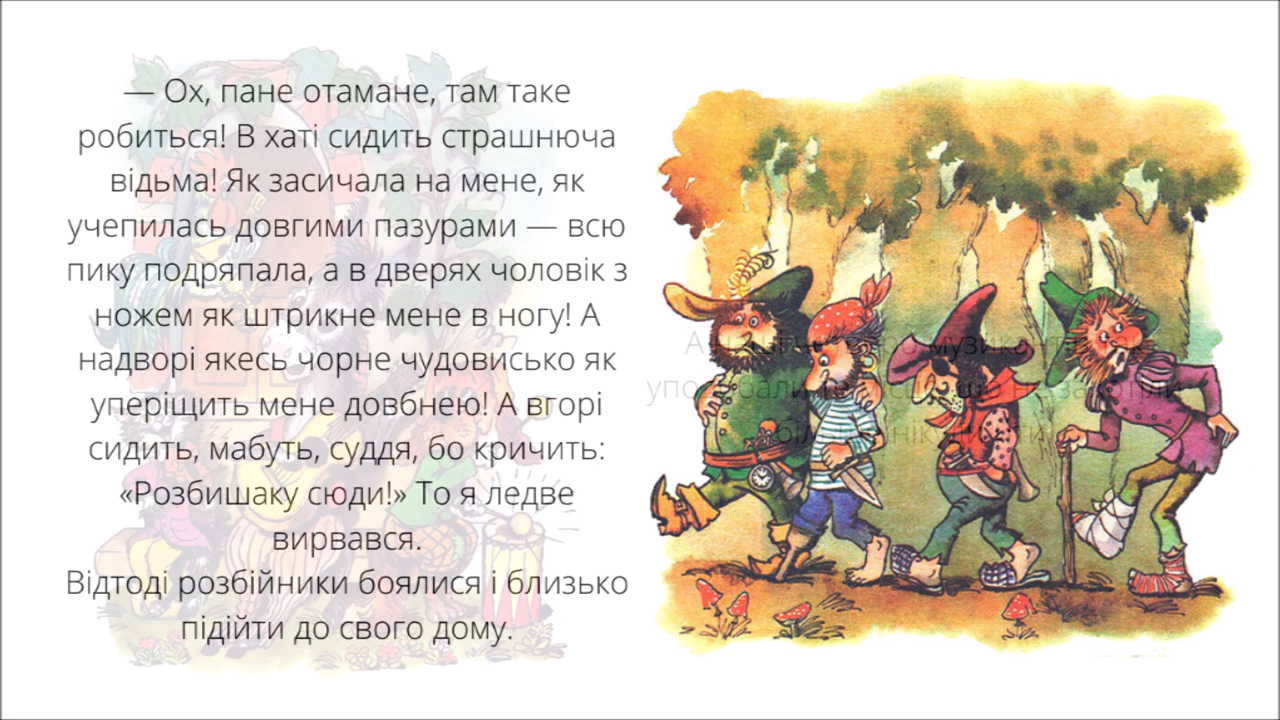 — Ох, пане отамане, там таке
робиться! В хаті сидить страшнюча
відьма! Як засичала на мене, як
учепилась довгими пазурами — всю
пику подряпала, а в дверях чоловік з
ножем як штрикне мене в ногу! А
надворі якесь чорне чудовисько як
уперіщить мене довбнею! А вгорі
сидить, мабуть, суддя, бо кричить:
«Розбишаку сюди!» То я ледве
вирвався.
Відтоді розбійники боялися і близько
підійти до свого дому.